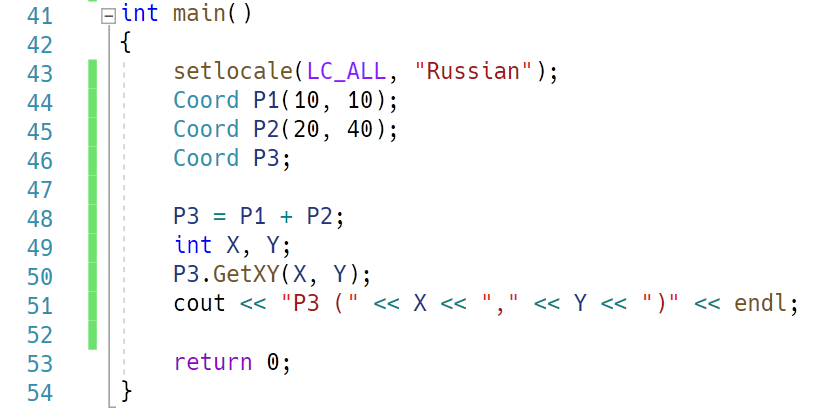 41 int main()
42 {
43 setlocale(LC_ALL, "Russian");
44 Coord P1(10, 10);
45 Coord P2(20, 40);
46 Coord P3;
47
48 P3 = P1 + P2;
49 int X, Y;
50 P3.GetXY(X, Y);
51 cout << "P3 (" << X << "," << Y << ")" << endl;
52
53 return 0;
54 }